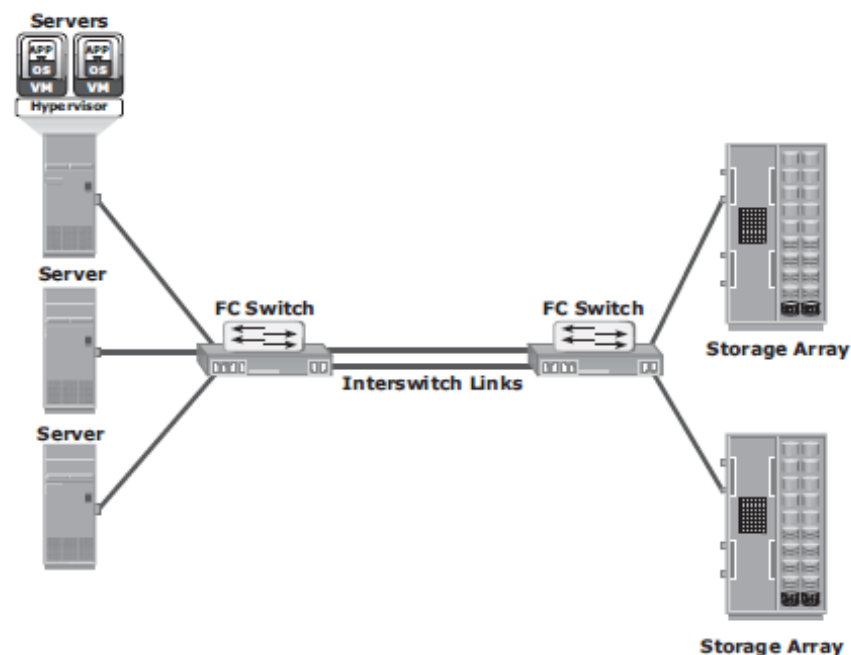 Servers
APP APP
OS OS
VM VM
Hypervisor
Server
FC Switch FC Switch
Storage Array
Interswitch Links
Server
Storage Array